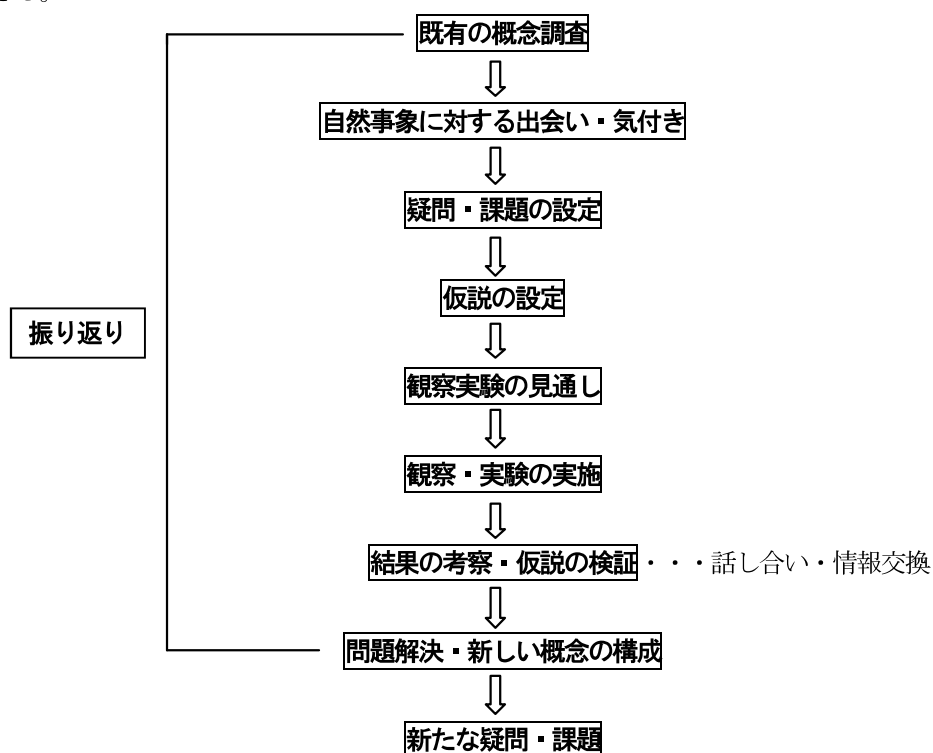 既有の概念調査
自然事象に対する出会い・気付き
疑問・課題の設定
仮説の設定
振り返り
観察実験の見通し
観察・実験の実施
結果の考察・仮説の検証・・・話し合い・情報交換
問題解決・新しい概念の構成
新たな疑問・課題